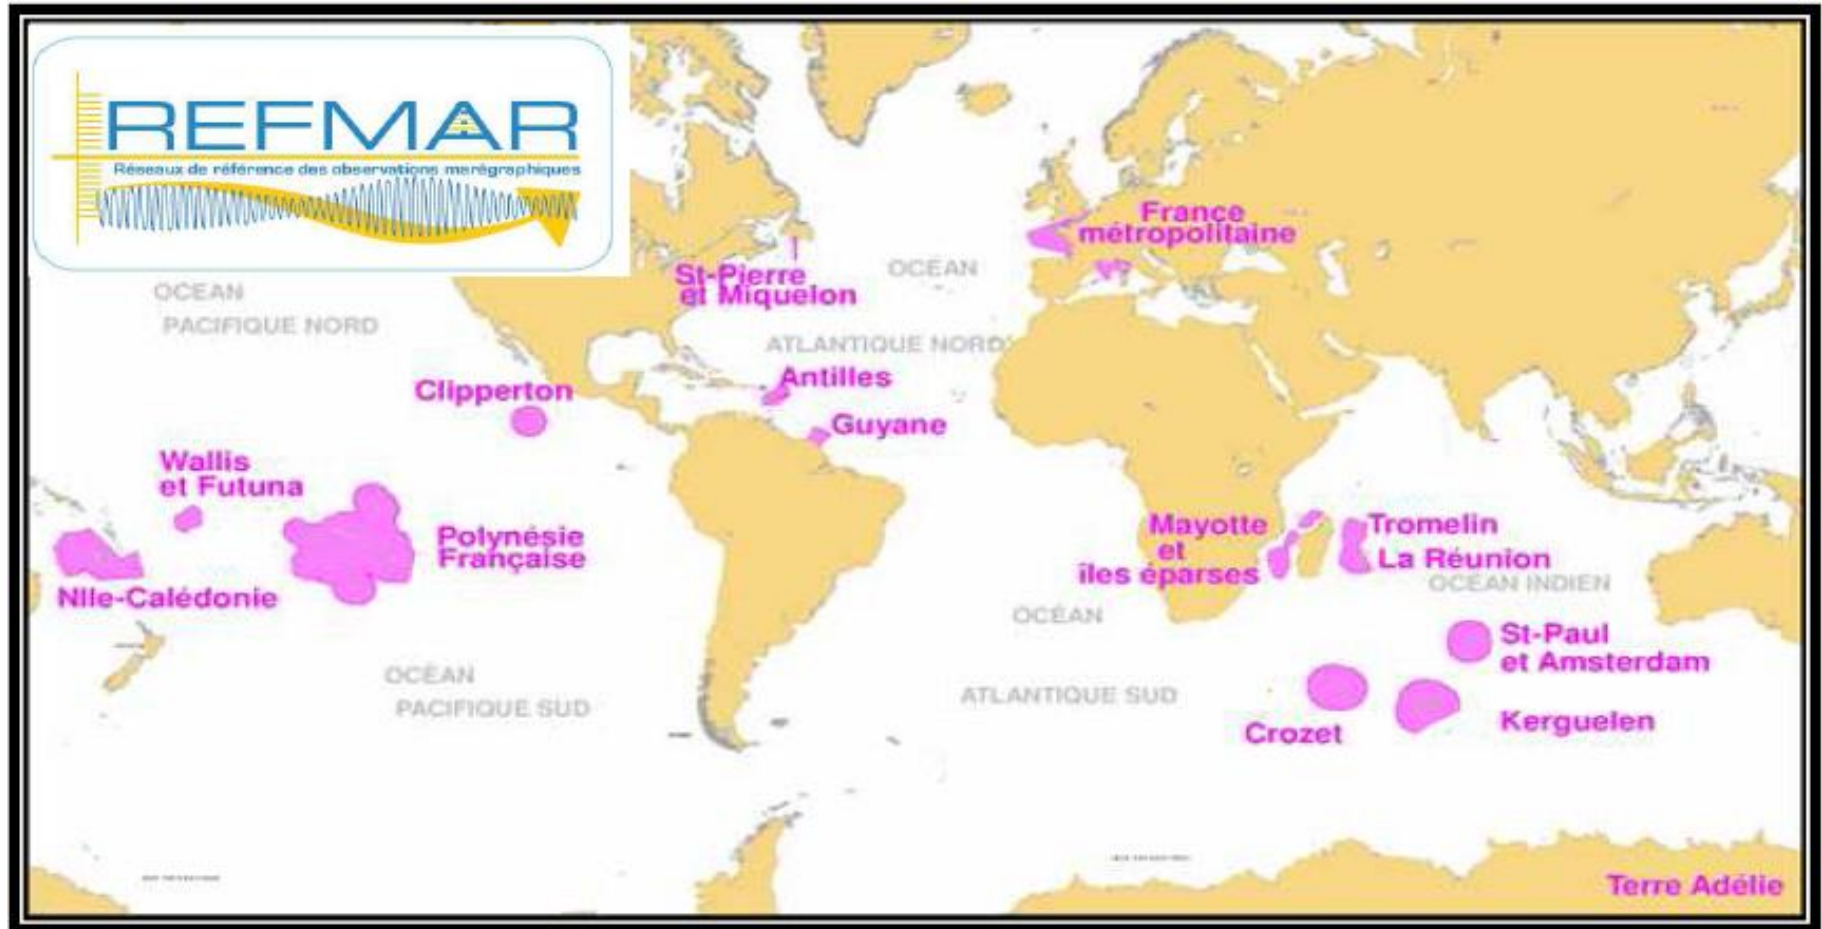 REFMAR
Réseaux de référence des observations marégraphiques
France
métropolitaine
OCÉAN
St-Pierre
et Miquelon
OCÉAN
PACIFIQUE NORD
ATLANTIQUE NORD
Antilles
Clipperton
Guyane
Wallis
et Futuna
Polynésie
Française
Nlle-Calédonie
Mayotte
et
îles éparses
Tromelin
La Réunion
OCÉAN INDIEN
OCÉAN
ATLANTIQUE SUD
St-Paul
et Amsterdam
OCÉAN
PACIFIQUE SUD
Crozet
Kerguelen
Terre Adélie